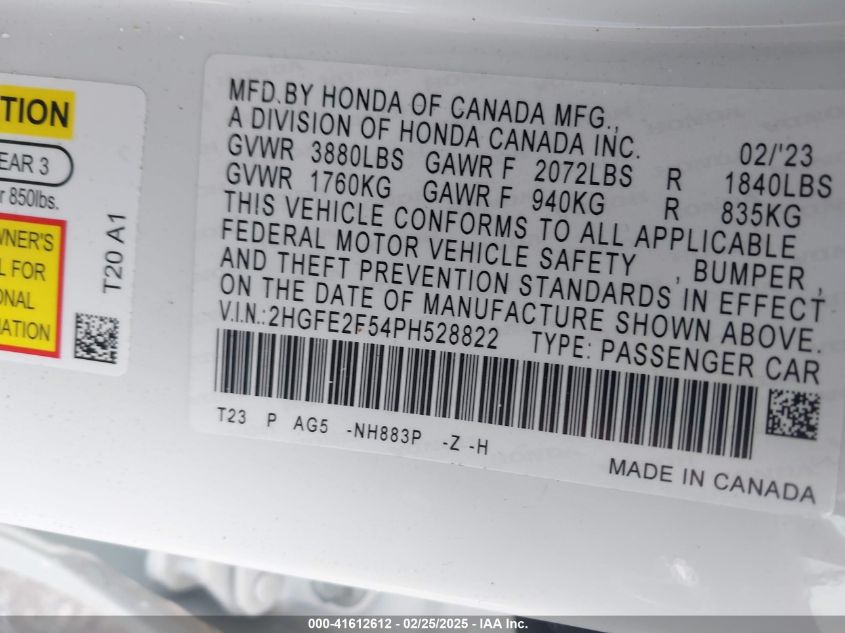 TION
EAR 3
850lbs.
WNER'S
L FOR
ONAL
MATION
T20 A1
MFD.BY HONDA OF CANADA MFG.,
A DIVISION OF HONDA CANADA INC. 02/'23
GVWR 3880LBS GAWR F 2072LBS R 1840LBS
GVWR 1760KG GAWR F 940KG R 835KG
THIS VEHICLE CONFORMS TO ALL APPLICABLE
FEDERAL MOTOR VEHICLE SAFETY , BUMPER ,
AND THEFT PREVENTION STANDARDS IN EFFECT
ON THE DATE OF MANUFACTURE SHOWN ABOVE.
V.I.N.:2HGFE2F54PH528822 TYPE: PASSENGER CAR
T23 P AG5 -NH883P -Z -H
MADE IN CANADA
000-41612612 - 02/25/2025 - IAA Inc.